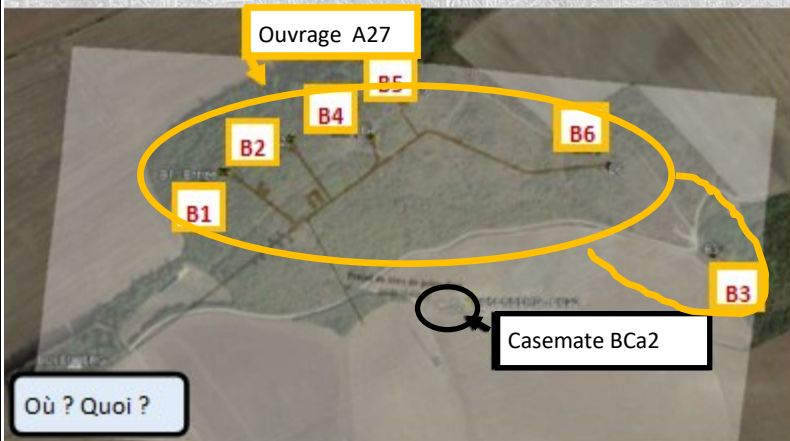 Ouvrage A27
B5
B4
B6
B2
B1
B3
Casemate BCa2
Où ? Quoi ?